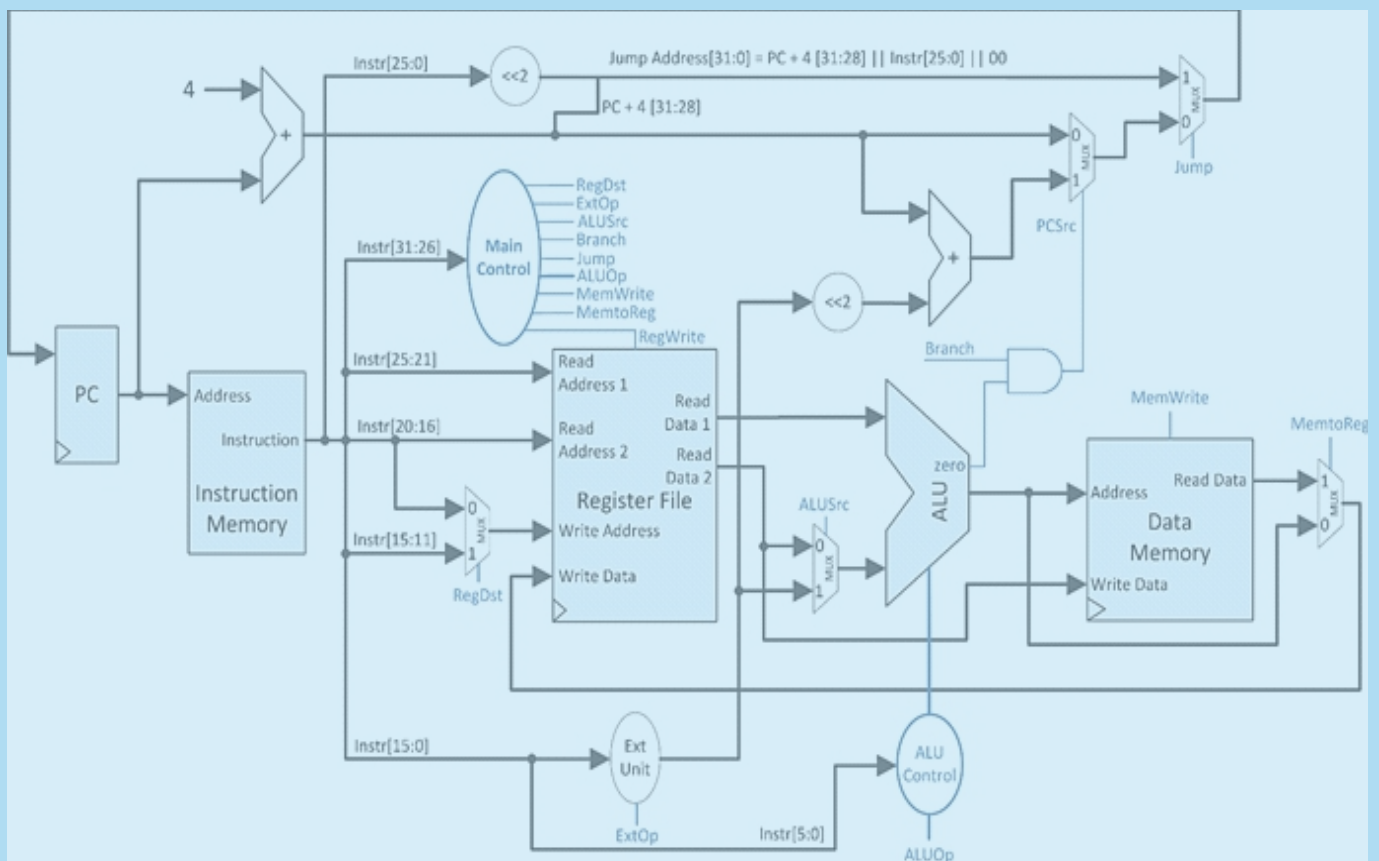 Instr[25:0]
<<2
Jump Address[31:0] = PC + 4 [31:28] || Instr[25:0] || 00
1
MUX
0
Jump
4
+
PC + 4 [31:28]
0
MUX
1
PCSrc
RegDst
ExtOp
ALUSrc
Branch
Jump
ALUOp
MemWrite
MemtoReg
RegWrite
Main
Control
Instr[31:26]
+
<<2
Branch
PC
Address
Instruction
Instruction
Memory
Instr[25:21]
Instr[20:16]
Instr[15:11]
0
MUX
1
RegDst
Read
Address 1
Read
Address 2
Register File
Write Address
Write Data
Read
Data 1
Read
Data 2
ALUSrc
0
MUX
1
zero
ALU
MemWrite
Address
Read Data
Data
Memory
Write Data
MemtoReg
1
MUX
0
Instr[15:0]
Ext
Unit
ExtOp
Instr[5:0]
ALU
Control
ALUOp